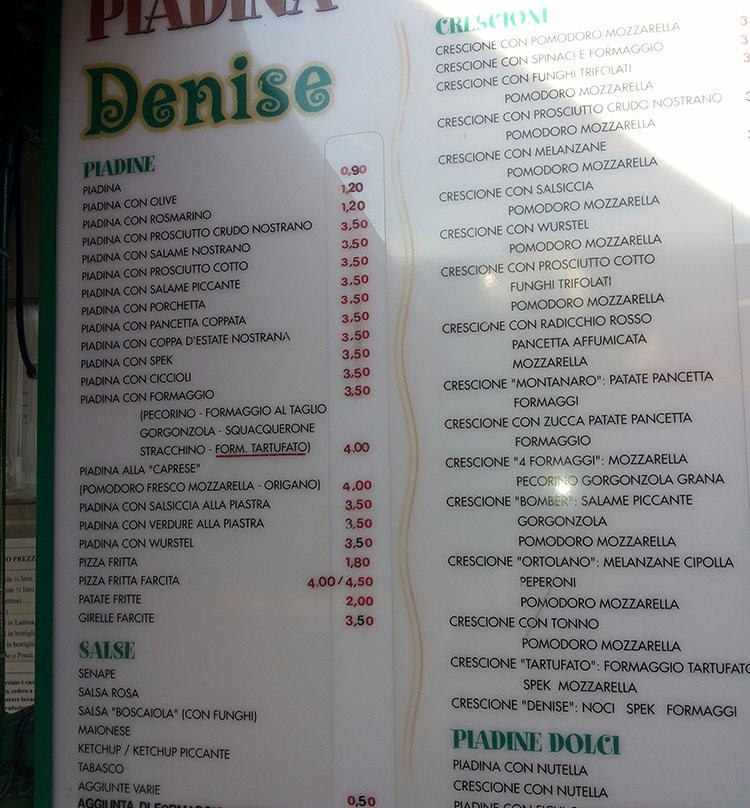 PIADINA
Denise
PIADINE
PIADINA 0,90
PIADINA CON OLIVE 1,20
PIADINA CON ROSMARINO 1,20
PIADINA CON PROSCIUTTO CRUDO NOSTRANO 3,50
PIADINA CON SALAME NOSTRANO 3,50
PIADINA CON PROSCIUTTO COTTO 3,50
PIADINA CON SALAME PICCANTE 3,50
PIADINA CON PORCHETTA 3,50
PIADINA CON PANCETTA COPPATA 3,50
PIADINA CON COPPA D'ESTATE NOSTRANA 3,50
PIADINA CON SPEK 3,50
PIADINA CON CICCIOLI 3,50
PIADINA CON FORMAGGIO 3,50
(PECORINO - FORMAGGIO AL TAGLIO
GORGONZOLA - SQUACQUERONE
STRACCHINO - FORM. TARTUFATO) 4.00
PIADINA ALLA "CAPRESE"
(POMODORO FRESCO MOZZARELLA - ORIGANO) 4,00
PIADINA CON SALSICCIA ALLA PIASTRA 3,50
PIADINA CON VERDURE ALLA PIASTRA 3,50
PIADINA CON WURSTEL 3,50
PIZZA FRITTA 1,80
PIZZA FRITTA FARCITA 4.00/4,50
PATATE FRITTE 2,00
GIRELLE FARCITE 3,50
SALSE
SENAPE
SALSA ROSA
SALSA "BOSCAIOLA" (CON FUNGHI)
MAIONESE
KETCHUP / KETCHUP PICCANTE
TABASCO
AGGIUNTE VARIE 0,50
AGGIUNTA DI
CRESCIONI
CRESCIONE CON POMODORO MOZZARELLA
CRESCIONE CON SPINACI E FORMAGGIO
CRESCIONE CON FUNGHI TRIFOLATI
POMODORO MOZZARELLA
CRESCIONE CON PROSCIUTTO CRUDO NOSTRANO
POMODORO MOZZARELLA
CRESCIONE CON MELANZANE
POMODORO MOZZARELLA
CRESCIONE CON SALSICCIA
POMODORO MOZZARELLA
CRESCIONE CON WURSTEL
POMODORO MOZZARELLA
CRESCIONE CON PROSCIUTTO COTTO
FUNGHI TRIFOLATI
POMODORO MOZZARELLA
CRESCIONE CON RADICCHIO ROSSO
PANCETTA AFFUMICATA
MOZZARELLA
CRESCIONE "MONTANARO": PATATE PANCETTA
FORMAGGI
CRESCIONE CON ZUCCA PATATE PANCETTA
FORMAGGIO
CRESCIONE "4 FORMAGGI": MOZZARELLA
PECORINO GORGONZOLA GRANA
CRESCIONE "BOMBER": SALAME PICCANTE
GORGONZOLA
POMODORO MOZZARELLA
CRESCIONE "ORTOLANO": MELANZANE CIPOLLA
PEPERONI
POMODORO MOZZARELLA
CRESCIONE CON TONNO
POMODORO MOZZARELLA
CRESCIONE "TARTUFATO": FORMAGGIO TARTUFATO
SPEK MOZZARELLA
CRESCIONE "DENISE": NOCI SPEK FORMAGGI
PIADINE DOLCI
PIADINA CON NUTELLA
CRESCIONE CON NUTELLA